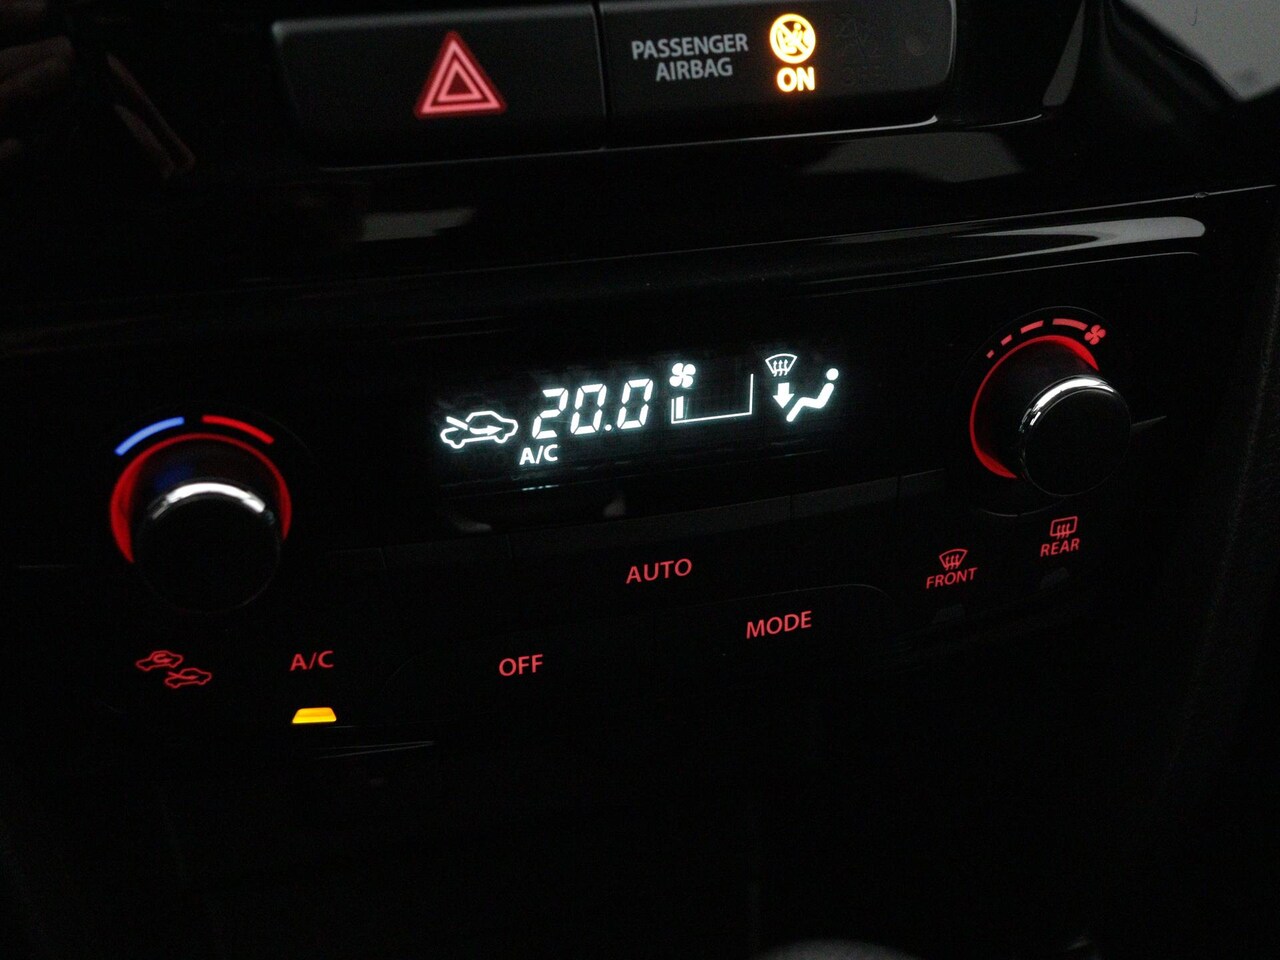 PASSENGER
AIRBAG
ON
20.0
A/C
AUTO
FRONT
REAR
MODE
A/C
OFF